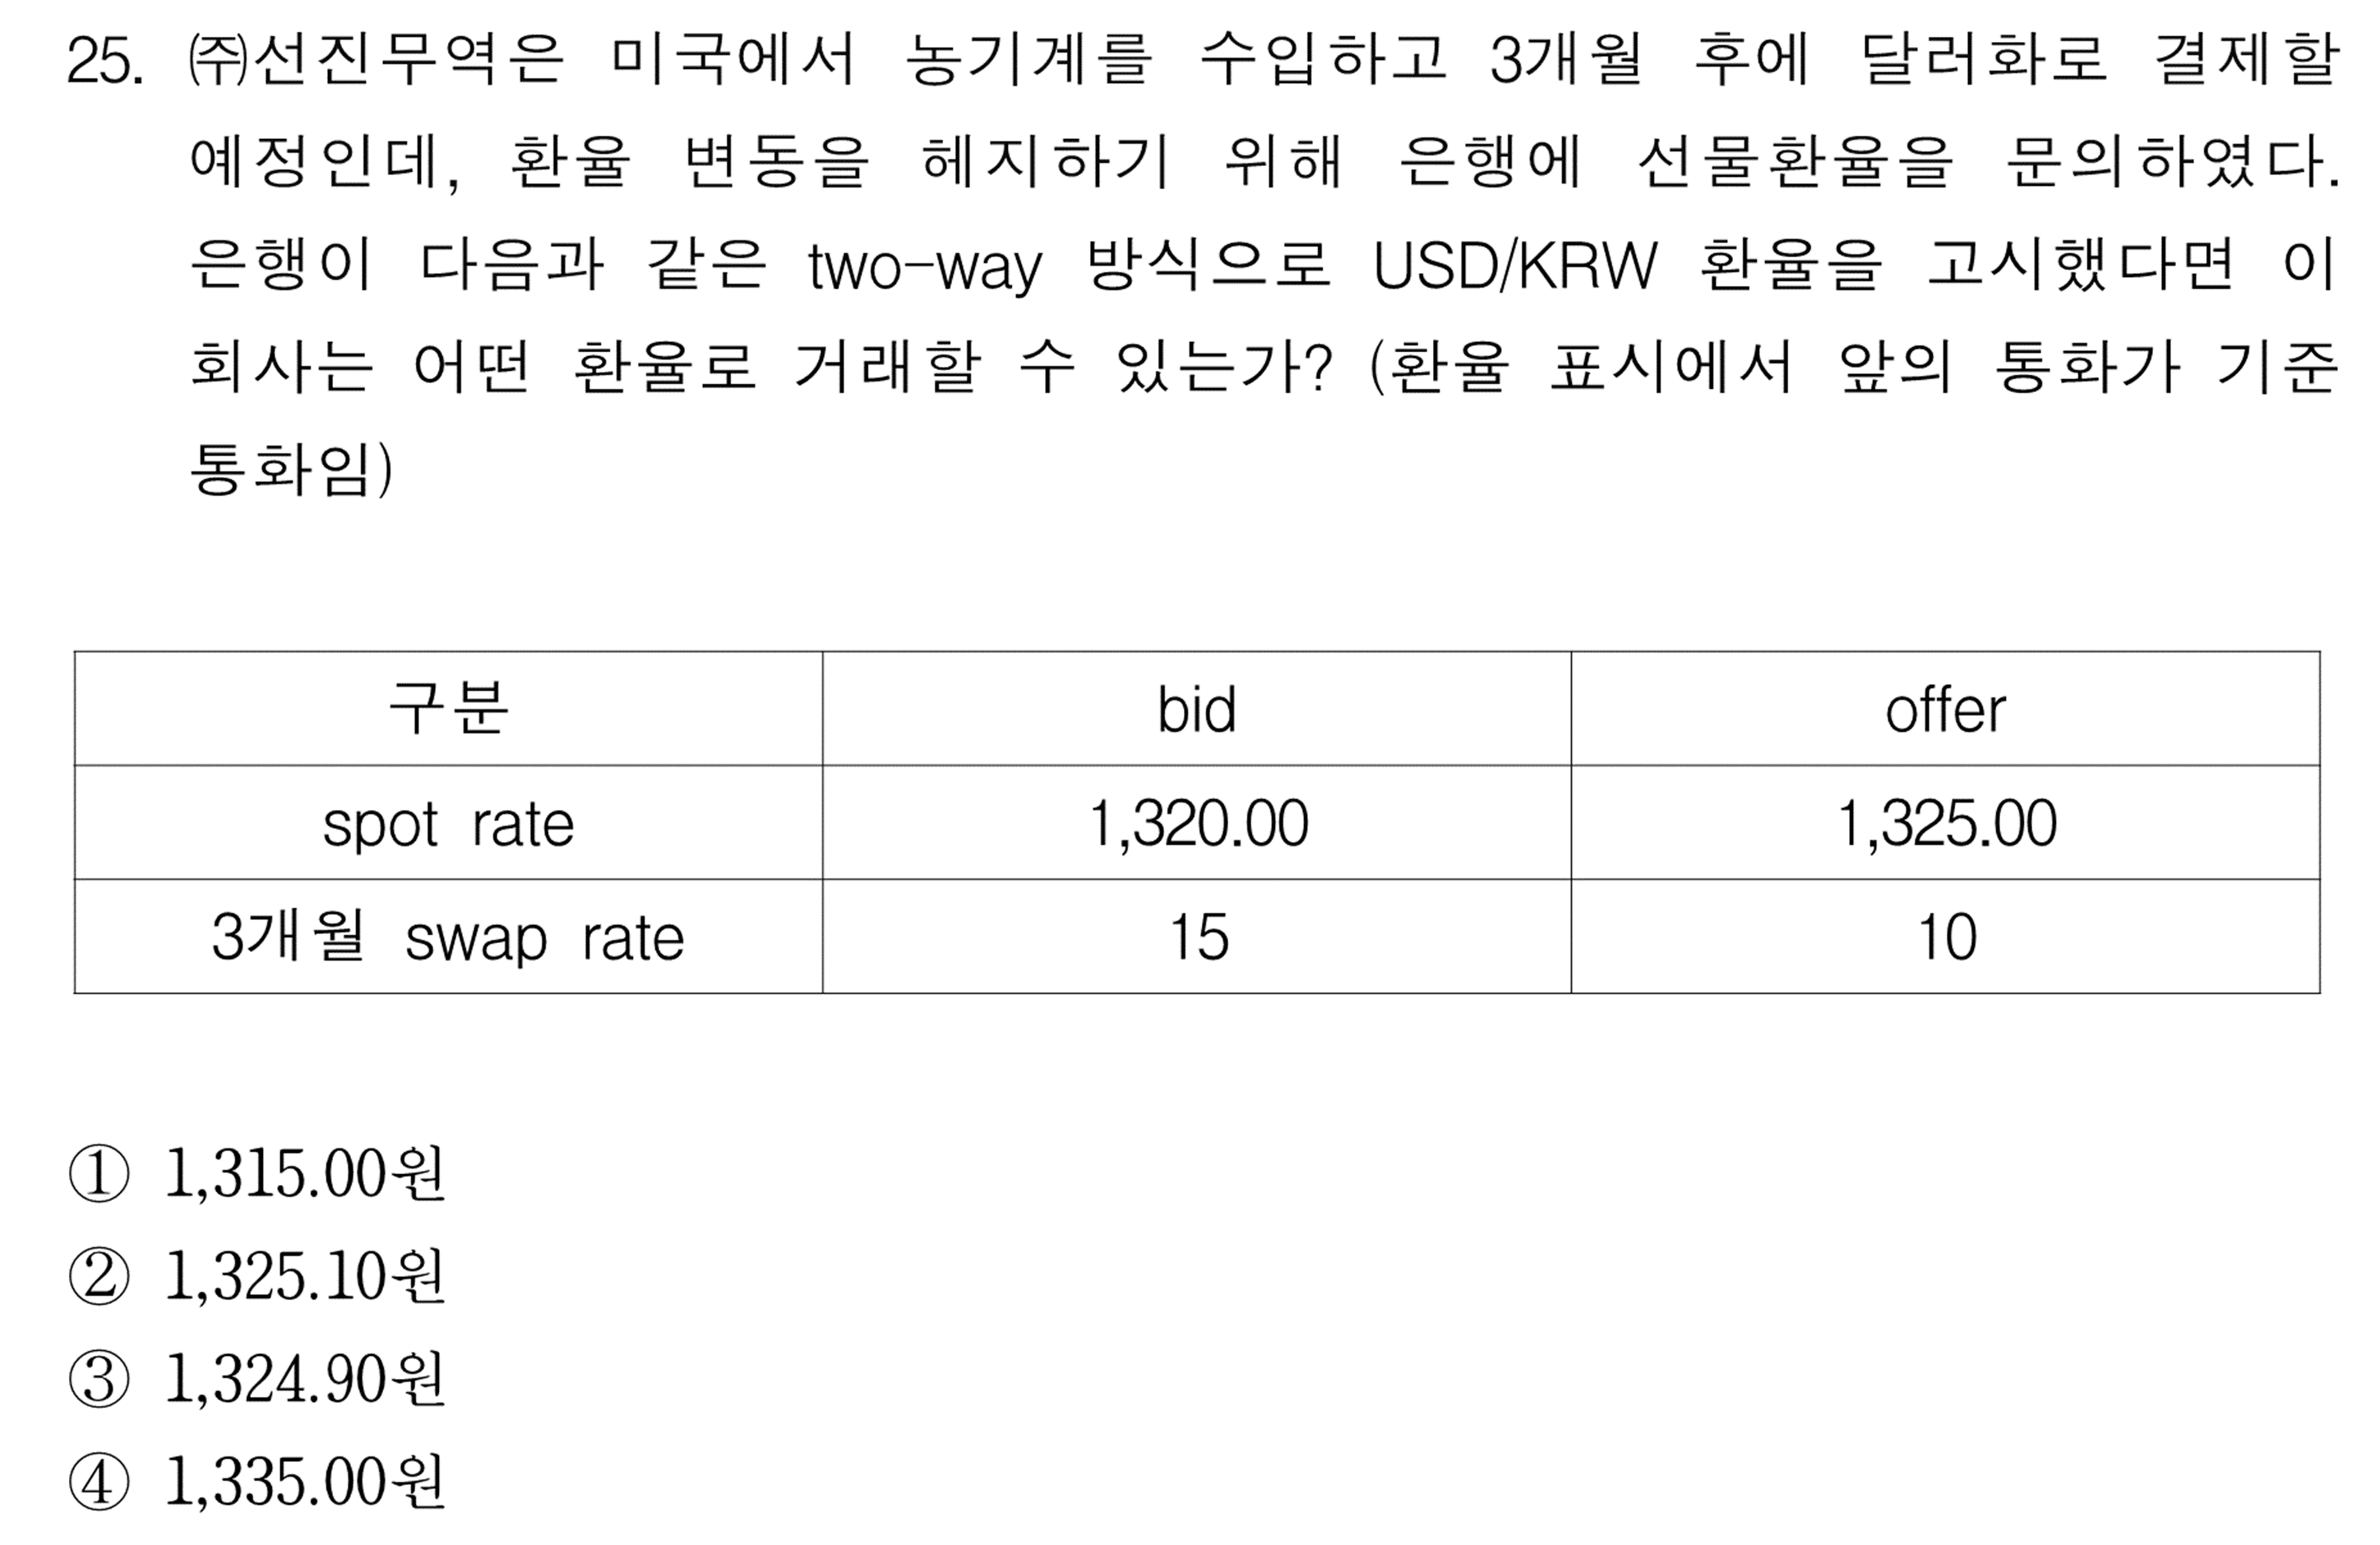 25. ㈜선진무역은 미국에서 농기계를 수입하고 3개월 후에 달러화로 결제할
예정인데, 환율 변동을 헤지하기 위해 은행에 선물환율을 문의하였다.
은행이 다음과 같은 two-way 방식으로 USD/KRW 환율을 고시했다면 이
회사는 어떤 환율로 거래할 수 있는가? (환율 표시에서 앞의 통화가 기준
통화임)
구분 bid offer
spot rate 1,320.00 1,325.00
3개월 swap rate 15 10
① 1,315.00원
② 1,325.10원
③ 1,324.90원
④ 1,335.00원